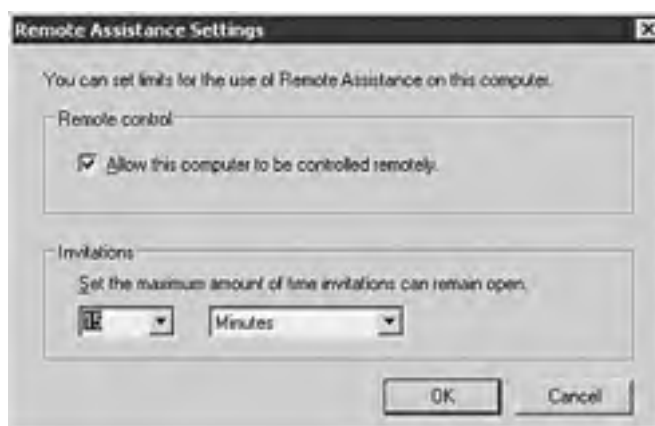 Remote Assistance Settings
You can set limits for the use of Remote Assistance on this computer.
Remote control
Allow this computer to be controlled remotely.
Invitations
Set the maximum amount of time invitations can remain open.
15 Minutes
OK Cancel